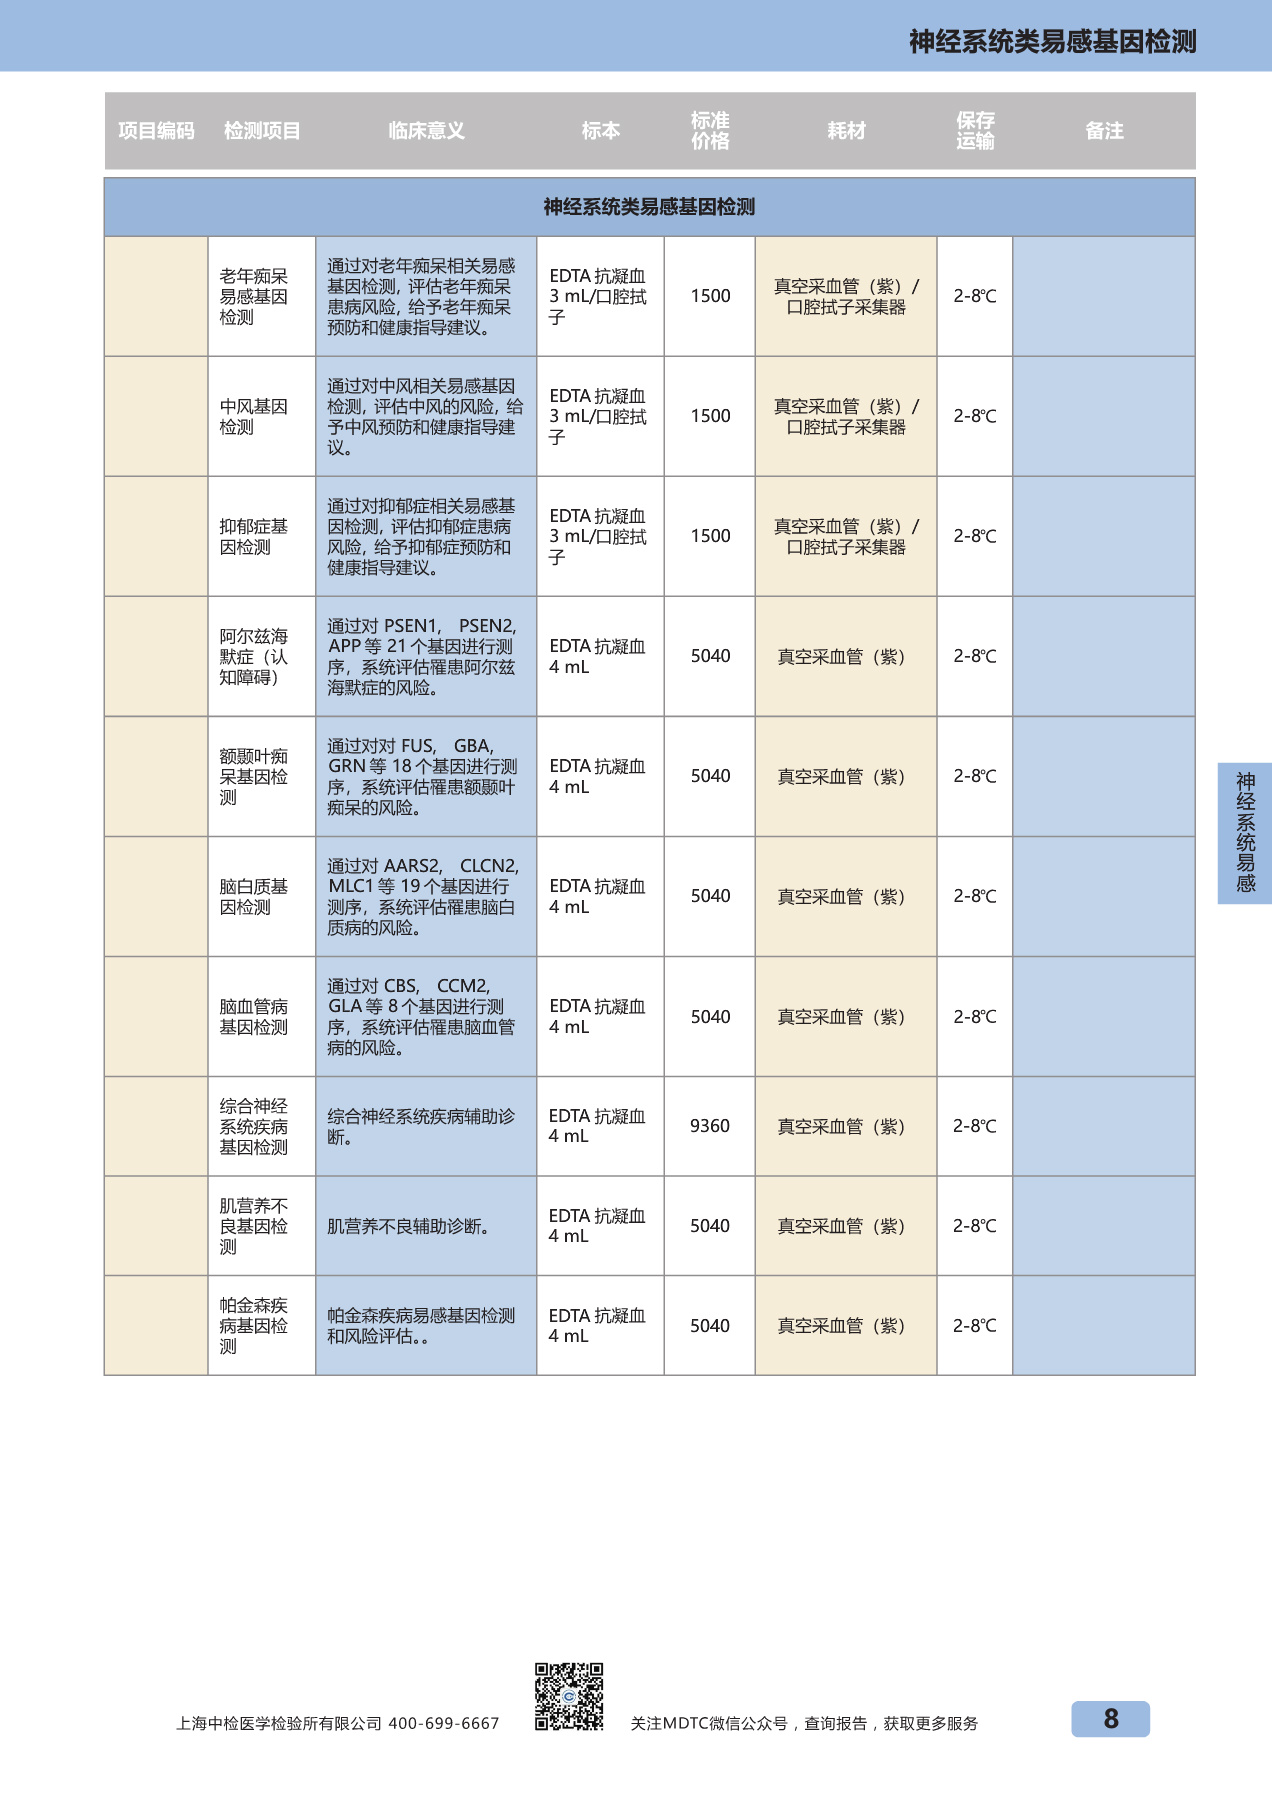 神经系统类易感基因检测
项目编码 检测项目 临床意义 标本 标准 价格 耗材 保存 运输 备注
神经系统类易感基因检测
老年痴呆
易感基因
检测
通过对老年痴呆相关易感
基因检测, 评估老年痴呆
患病风险, 给予老年痴呆
预防和健康指导建议。
EDTA 抗凝血
3 mL/口腔拭
子
1500
真空采血管（紫）/
口腔拭子采集器
2-8℃
中风基因
检测
通过对中风相关易感基因
检测, 评估中风的风险, 给
予中风预防和健康指导建
议。
EDTA 抗凝血
3 mL/口腔拭
子
1500
真空采血管（紫）/
口腔拭子采集器
2-8℃
抑郁症基
因检测
通过对抑郁症相关易感基
因检测, 评估抑郁症患病
风险, 给予抑郁症预防和
健康指导建议。
EDTA 抗凝血
3 mL/口腔拭
子
1500
真空采血管（紫）/
口腔拭子采集器
2-8℃
阿尔兹海
默症（认
知障碍）
通过对 PSEN1, PSEN2,
APP 等 21 个基因进行测
序，系统评估罹患阿尔兹
海默症的风险。
EDTA 抗凝血
4 mL
5040
真空采血管（紫）
2-8℃
额颞叶痴
呆基因检
测
通过对对 FUS, GBA,
GRN 等 18 个基因进行测
序，系统评估罹患额颞叶
痴呆的风险。
EDTA 抗凝血
4 mL
5040
真空采血管（紫）
2-8℃
脑白质基
因检测
通过对 AARS2, CLCN2,
MLC1 等 19 个基因进行
测序，系统评估罹患脑白
质病的风险。
EDTA 抗凝血
4 mL
5040
真空采血管（紫）
2-8℃
脑血管病
基因检测
通过对 CBS, CCM2,
GLA 等 8 个基因进行测
序，系统评估罹患脑血管
病的风险。
EDTA 抗凝血
4 mL
5040
真空采血管（紫）
2-8℃
综合神经
系统疾病
基因检测
综合神经系统疾病辅助诊
断。
EDTA 抗凝血
4 mL
9360
真空采血管（紫）
2-8℃
肌营养不
良基因检
测
肌营养不良辅助诊断。
EDTA 抗凝血
4 mL
5040
真空采血管（紫）
2-8℃
帕金森疾
病基因检
测
帕金森疾病易感基因检测
和风险评估。。
EDTA 抗凝血
4 mL
5040
真空采血管（紫）
2-8℃
神经系统易感
上海中检医学检验所有限公司 400-699-6667
关注MDTC微信公众号，查询报告，获取更多服务
8